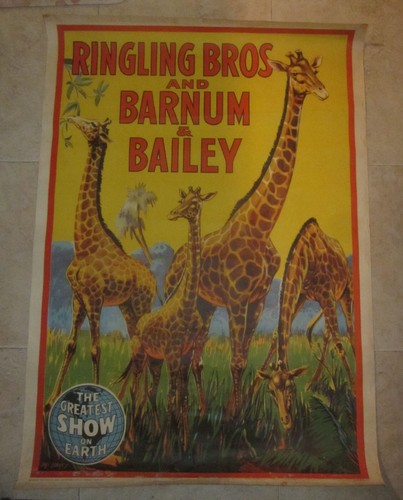 RINGLING BROS
AND
BARNUM
&
BAILEY
THE
GREATEST
SHOW
ON
EARTH